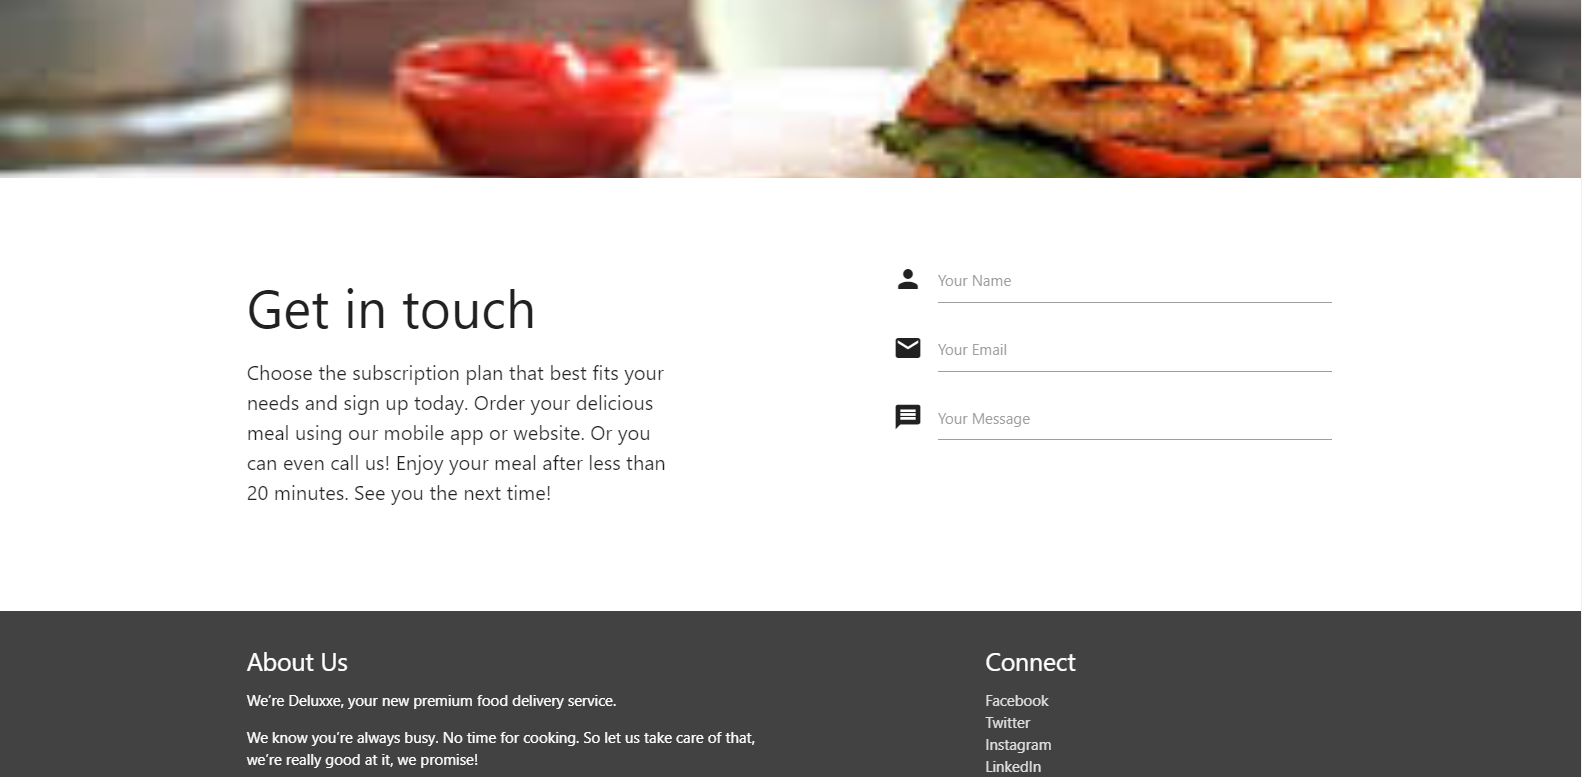 Get in touch
Choose the subscription plan that best fits your
needs and sign up today. Order your delicious
meal using our mobile app or website. Or you
can even call us! Enjoy your meal after less than
20 minutes. See you the next time!
Your Name
Your Email
Your Message
About Us
We’re Deluxxe, your new premium food delivery service.
We know you’re always busy. No time for cooking. So let us take care of that,
we’re really good at it, we promise!
Connect
Facebook
Twitter
Instagram
LinkedIn